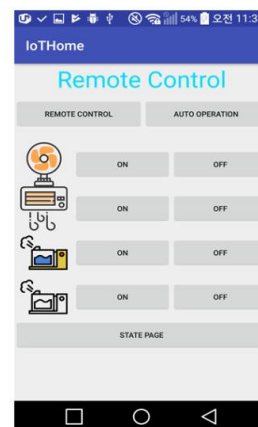 54% 오전 11:3
IoTHome
Remote Control
REMOTE CONTROL AUTO OPERATION
ON OFF
ON OFF
ON OFF
ON OFF
STATE PAGE